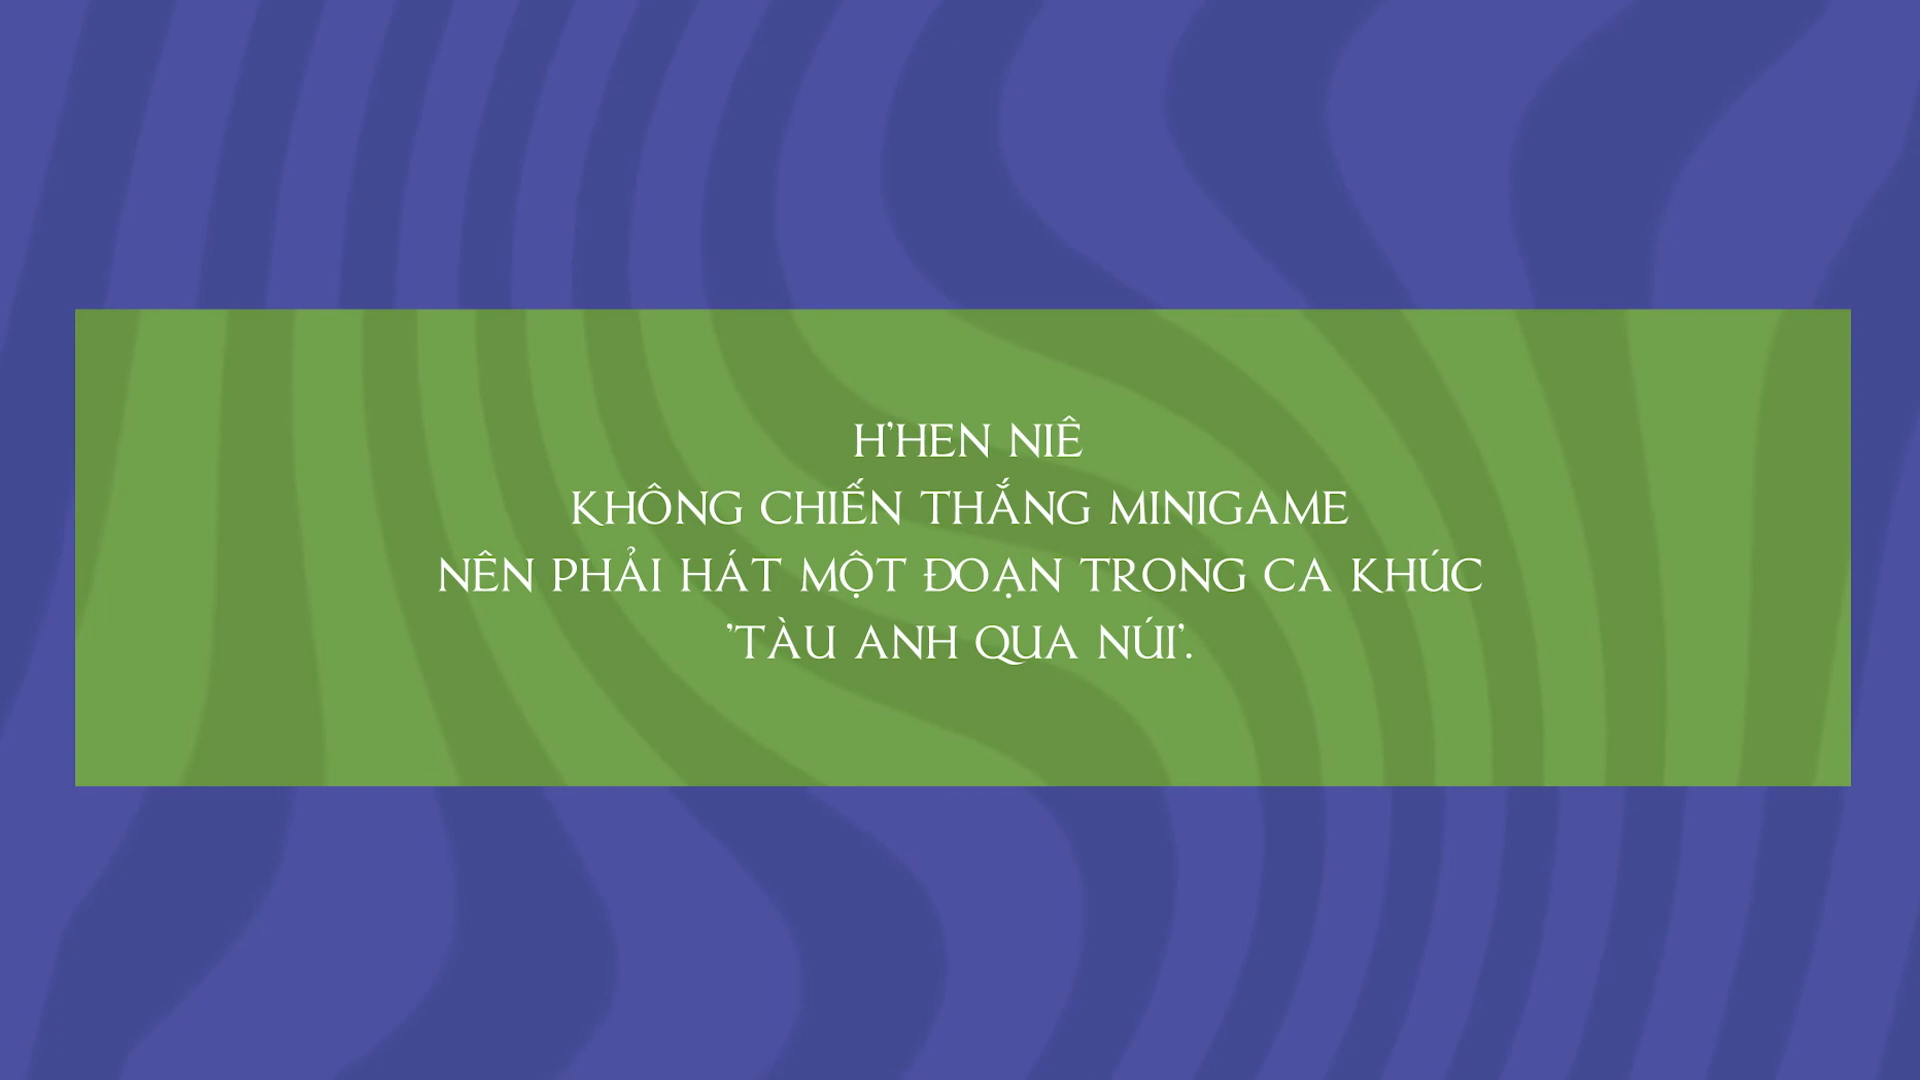 H'HEN NIÊ
KHÔNG CHIẾN THẮNG MINIGAME
NÊN PHẢI HÁT MỘT ĐOẠN TRONG CA KHÚC
'TÀU ANH QUA NÚI'.